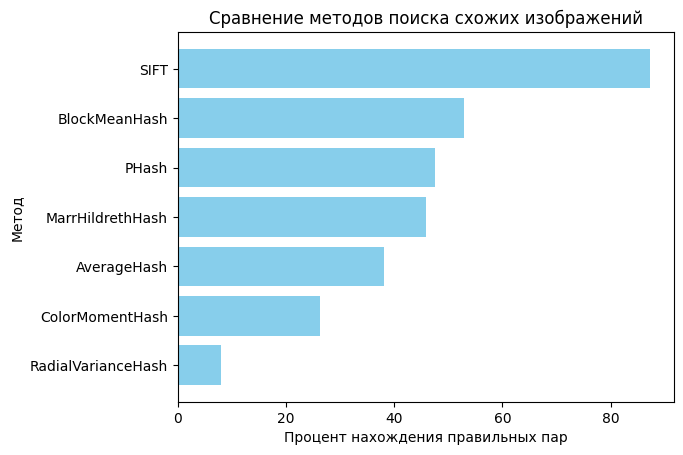 Сравнение методов поиска схожих изображений
Метод
SIFT
BlockMeanHash
PHash
MarrHildrethHash
AverageHash
ColorMomentHash
RadialVarianceHash
0 20 40 60 80
Процент нахождения правильных пар